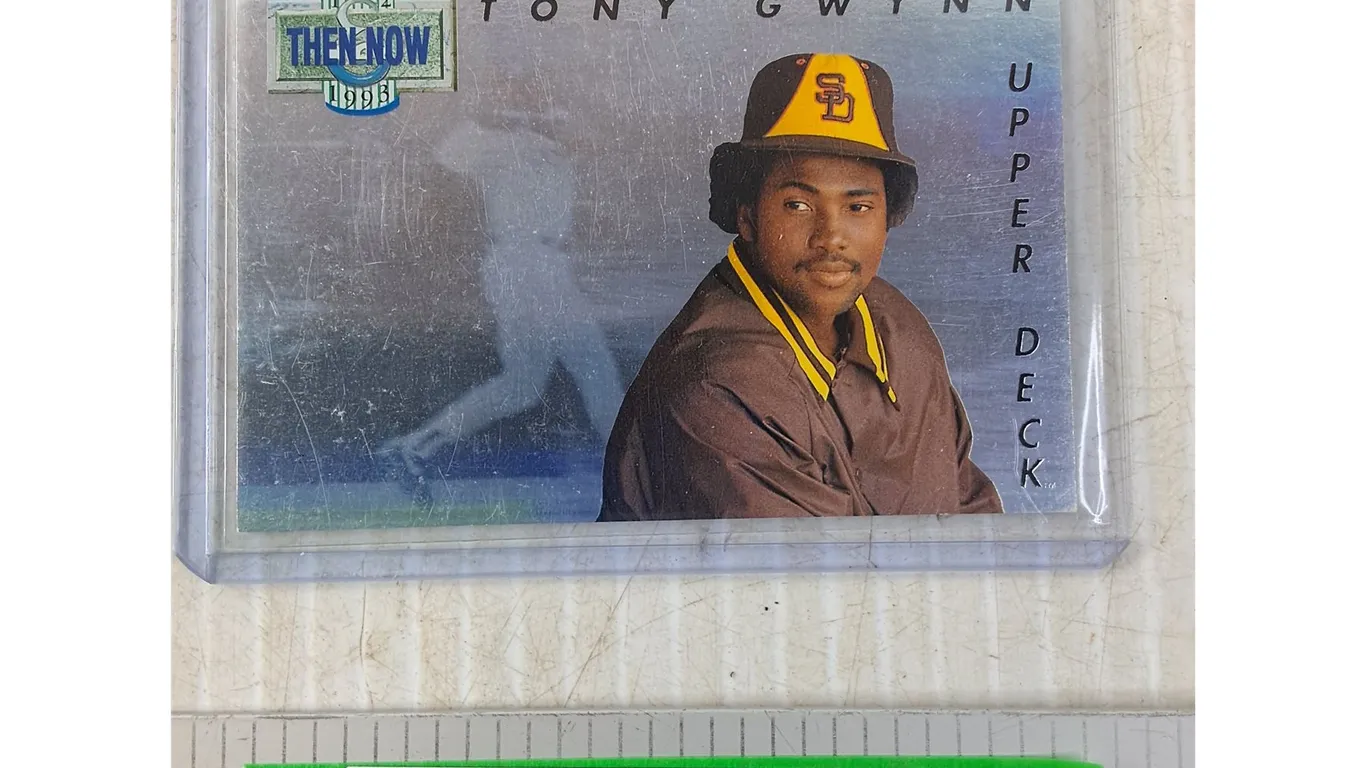 TONY GWYNN
THEN NOW
1993
UPPER DECK
SD